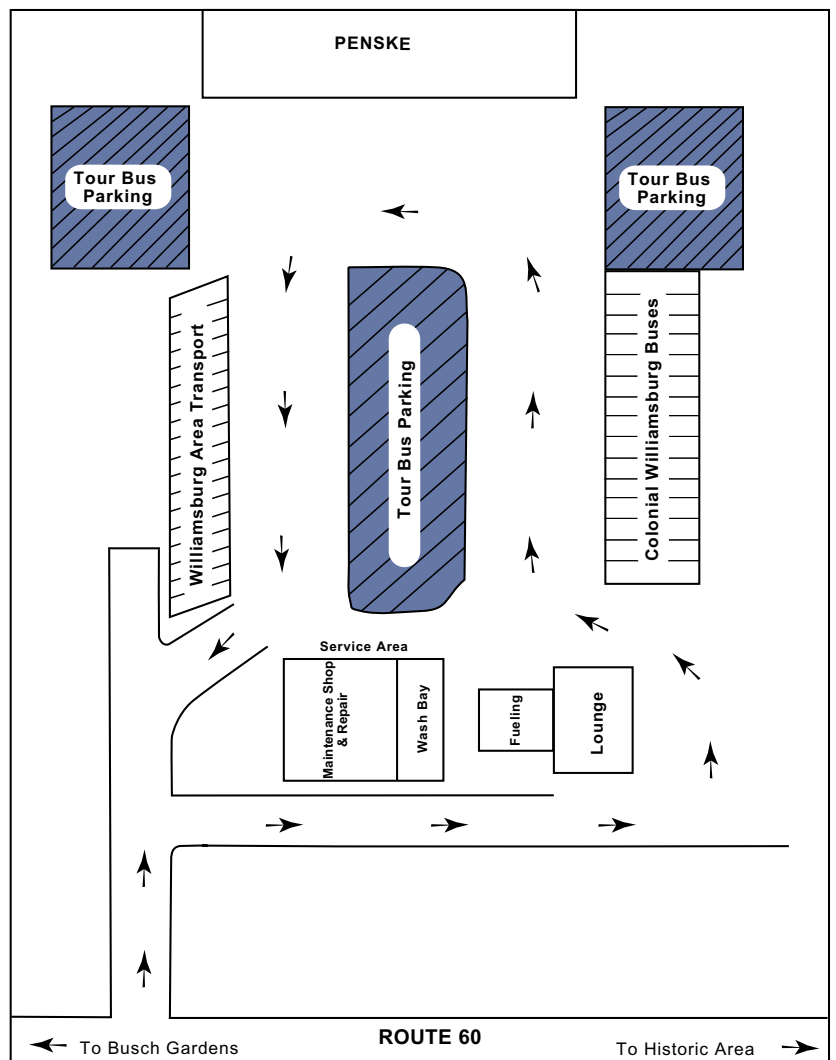 PENSKE
Tour Bus
Parking
Tour Bus
Parking
Williamsburg Area Transport
Tour Bus Parking
Colonial Williamsburg Buses
Service Area
Maintenance Shop
& Repair
Wash Bay
Fueling
Lounge
To Busch Gardens
ROUTE 60
To Historic Area